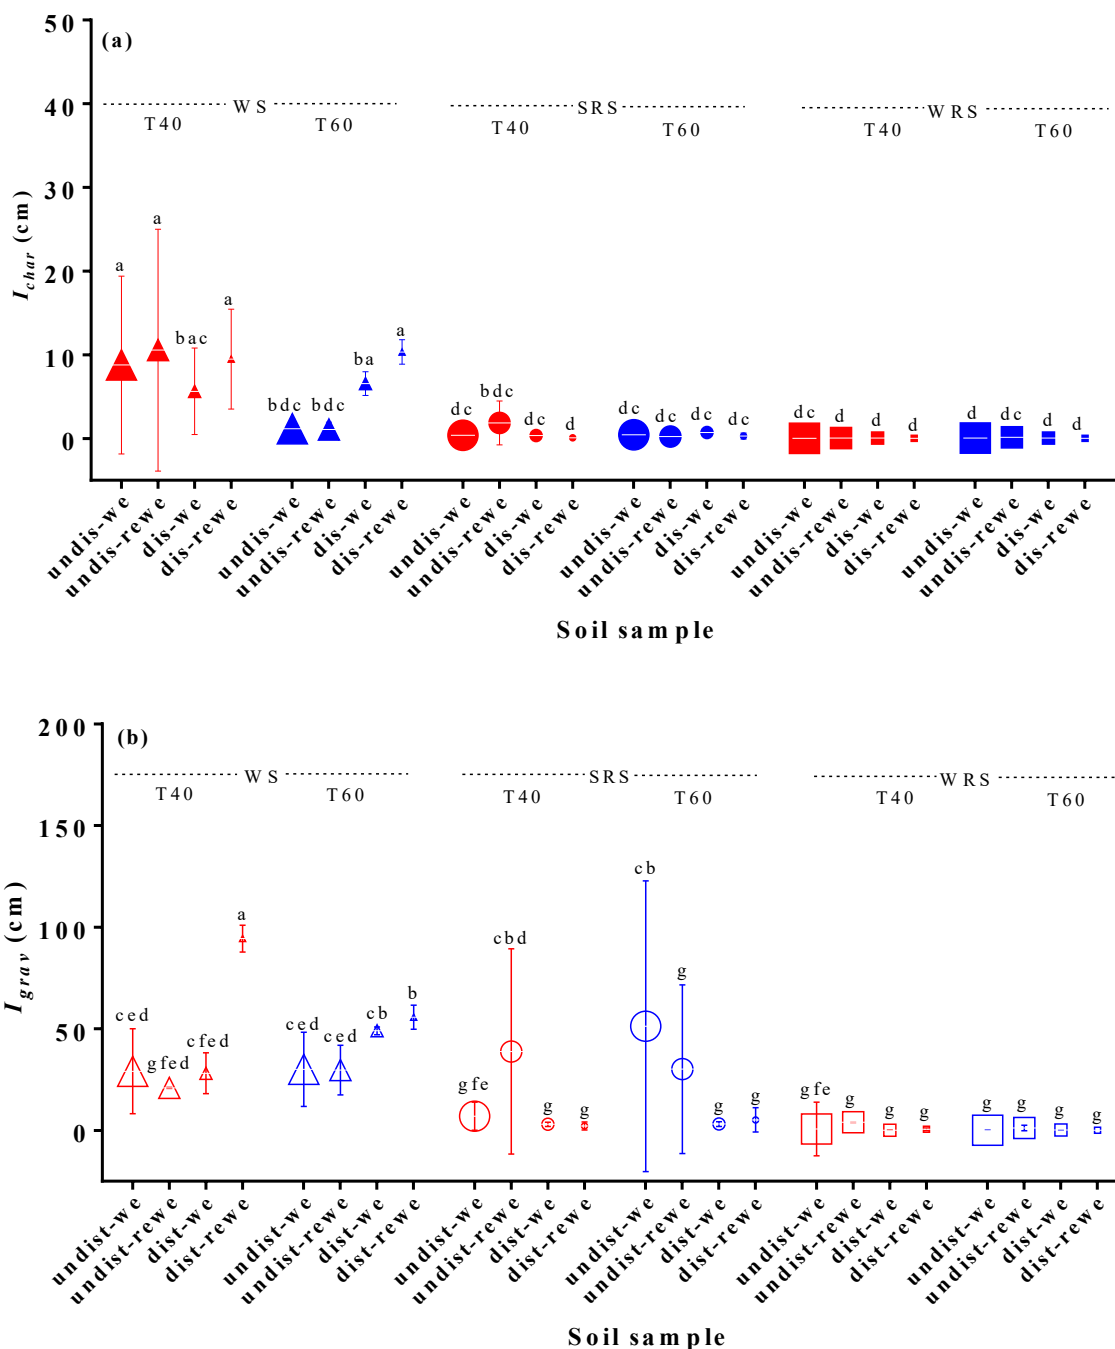 50
(a)
40
WS
SRS
WRS
T40
T60
T40
T60
T40
T60
30
I_char (cm)
a
a
20
a
a
bac
ba
10
bdc
bdc
dc
bdc
dc
d
dc
dc
dc
dc
dc
d
d
d
d
dc
d
d
0
undis-we
undis-rewe
dis-we
dis-rewe
undis-we
undis-rewe
dis-we
dis-rewe
undis-we
undis-rewe
dis-we
dis-rewe
undis-we
undis-rewe
dis-we
dis-rewe
undis-we
undis-rewe
dis-we
dis-rewe
undis-we
undis-rewe
dis-we
dis-rewe
Soil sample
200
(b)
WS
SRS
WRS
T40
T60
T40
T60
T40
T60
150
I_grav (cm)
cb
100
a
cbd
g
50
ced
gfed
cfed
ced
ced
cb
b
gfe
g
g
g
g
gfe
g
g
g
g
g
g
g
0
undist-we
undist-rewe
dist-we
dist-rewe
undist-we
undist-rewe
dist-we
dist-rewe
undist-we
undist-rewe
dist-we
dist-rewe
undist-we
undist-rewe
dist-we
dist-rewe
undist-we
undist-rewe
dist-we
dist-rewe
undist-we
undist-rewe
dist-we
dist-rewe
Soil sample